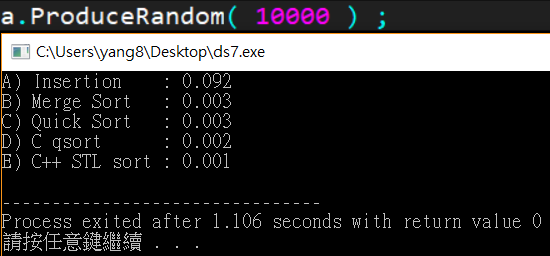 a.ProduceRandom( 10000 ) ;
C:\Users\yang8\Desktop\ds7.exe
A) Insertion    : 0.092
B) Merge Sort   : 0.003
C) Quick Sort   : 0.003
D) C qsort      : 0.002
E) C++ STL sort : 0.001
--------------------------------
Process exited after 1.106 seconds with return value 0
請按任意鍵繼續 . . .